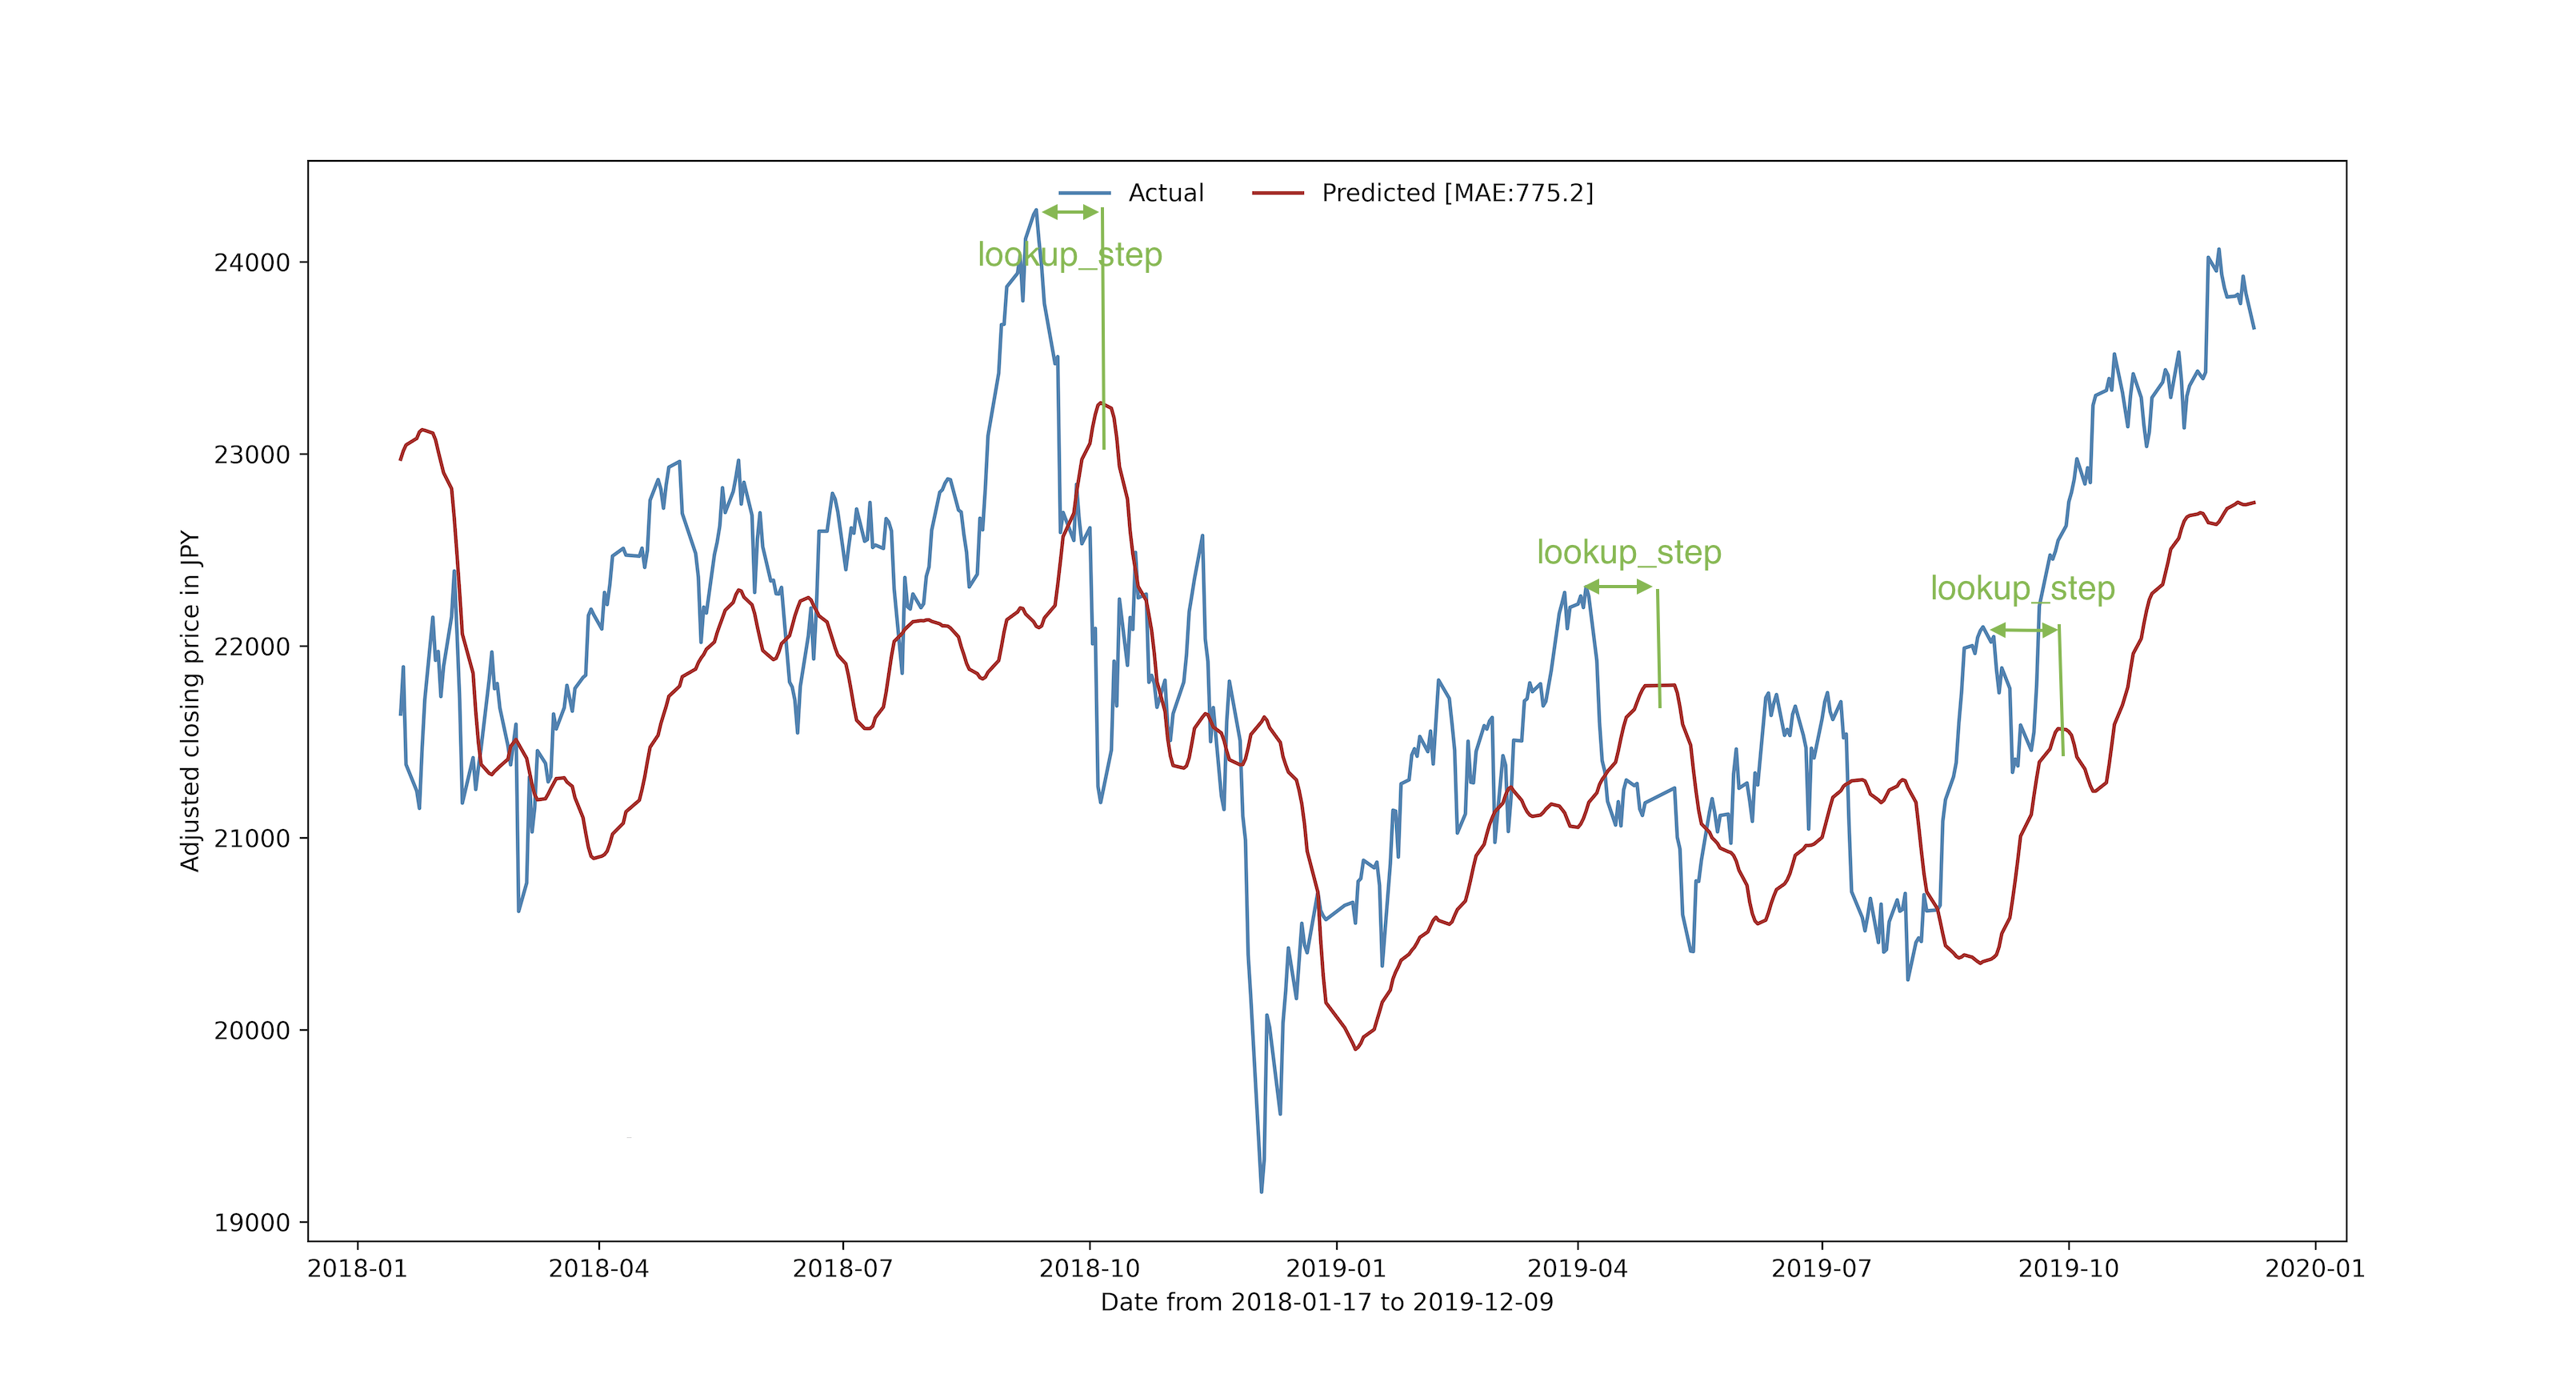 Actual
Predicted [MAE:775.2]
lookup_step
lookup_step
lookup_step
Adjusted closing price in JPY
24000
23000
22000
21000
20000
19000
2018-01
2018-04
2018-07
2018-10
2019-01
2019-04
2019-07
2019-10
2020-01
Date from 2018-01-17 to 2019-12-09